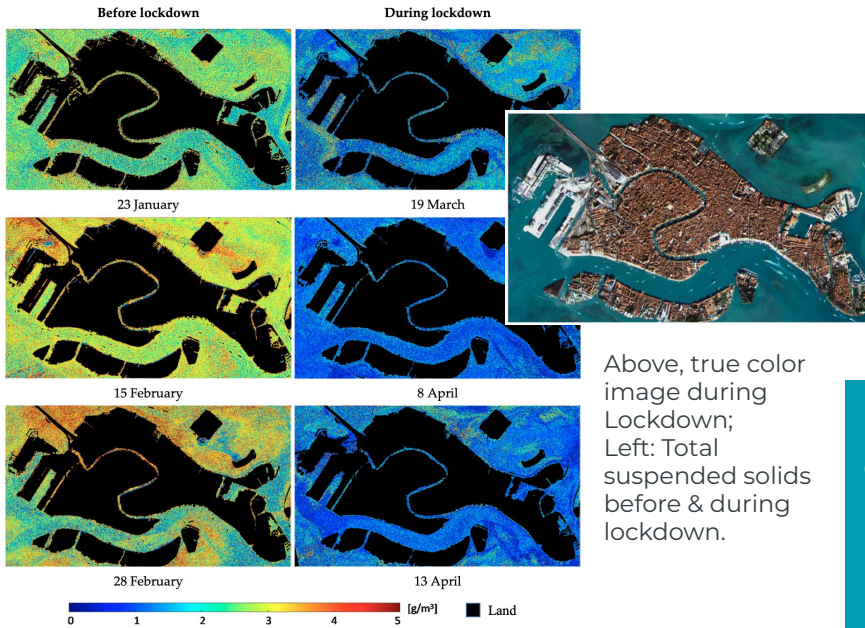 Before lockdown
During lockdown
23 January
19 March
15 February
8 April
28 February
13 April
0 1 2 3 4 5 [g/m³] Land
Above, true color
image during
Lockdown;
Left: Total
suspended solids
before & during
lockdown.